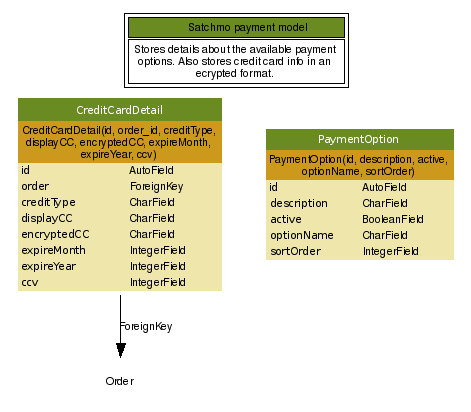 Satchmo payment model
Stores details about the available payment
options. Also stores credit card info in an
ecrypted format.
CreditCardDetail
CreditCardDetail(id, order_id, creditType,
displayCC, encryptedCC, expireMonth,
expireYear, ccv)
id AutoField
order ForeignKey
creditType CharField
displayCC CharField
encryptedCC CharField
expireMonth IntegerField
expireYear IntegerField
ccv IntegerField
PaymentOption
PaymentOption(id, description, active,
optionName, sortOrder)
id AutoField
description CharField
active BooleanField
optionName CharField
sortOrder IntegerField
ForeignKey
Order